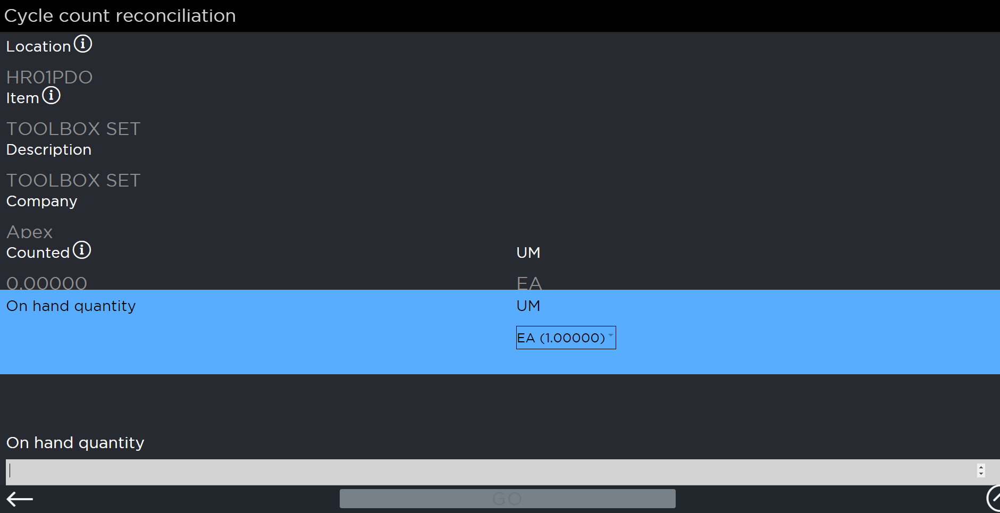 Cycle count reconciliation
Location
HR01PDO
Item
TOOLBOX SET
Description
TOOLBOX SET
Company
Apex
Counted UM
0.00000 EA
On hand quantity UM
EA (1.00000)
On hand quantity
GO